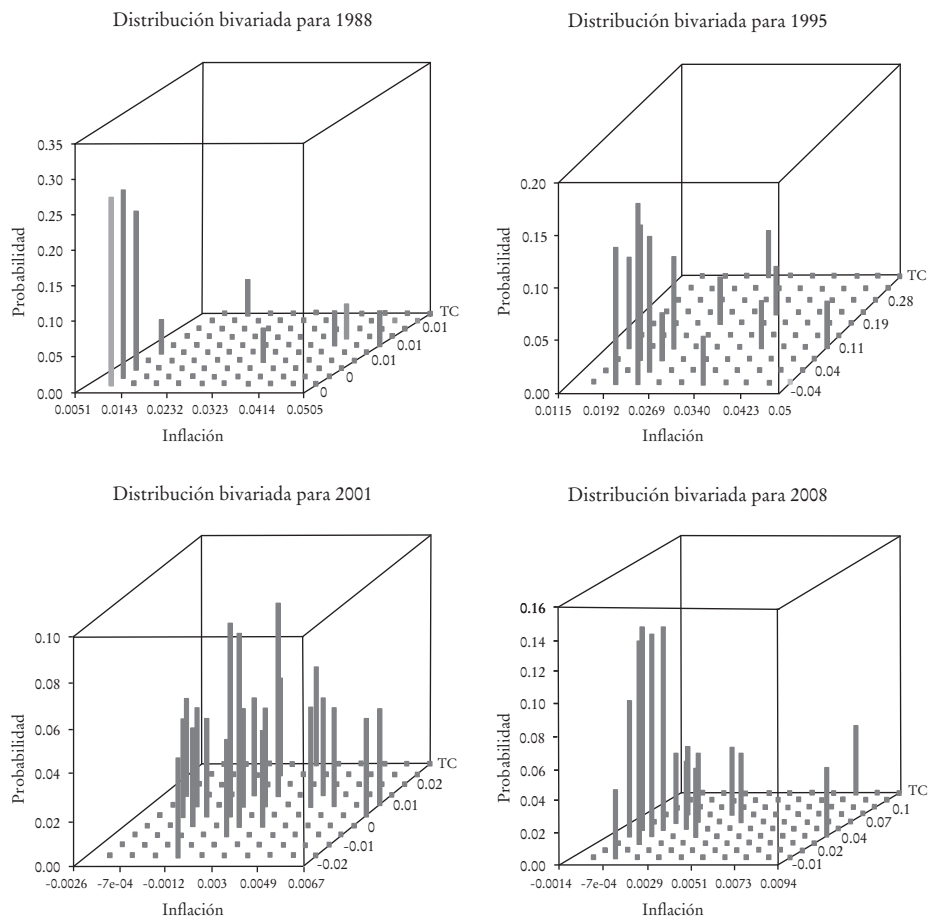 Distribución bivariada para 1988
0.35
0.30
0.25
0.20
0.15
0.10
0.05
0.00
Probabilidad
0.0051 0.0143 0.0232 0.0323 0.0414 0.0505
Inflación
TC
0.01
0.01
0.01
0
0
Distribución bivariada para 1995
0.20
0.15
0.10
0.05
0.00
Probabilidad
0.0115 0.0192 0.0269 0.0340 0.0423 0.05
Inflación
TC
0.28
0.19
0.11
0.04
-0.04
Distribución bivariada para 2001
0.10
0.08
0.06
0.04
0.02
0.00
Probabilidad
-0.0026 -7e-04 -0.0012 0.003 0.0049 0.0067
Inflación
TC
0.02
0.01
0
-0.01
-0.02
Distribución bivariada para 2008
0.16
0.14
0.12
0.10
0.08
0.06
0.04
0.02
0.00
Probabilidad
-0.0014 -7e-04 0.0029 0.0051 0.0073 0.0094
Inflación
TC
0.1
0.07
0.04
0.02
-0.01